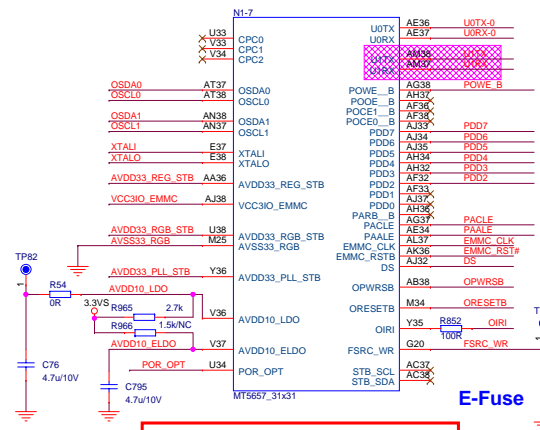 N1-7
U33 CPC0
V33 CPC1
V34 CPC2
U0TX AE36 U0TX-0
U0RX AE37 U0RX-0
U1TX AM38 U1TX
U1RX AM37 U1RX
POWE__B AG38 POWE_B
POOE__B AH37
POCE1__B AF36
POCE0__B AF38
OSDA0 AT37 OSDA0
OSCL0 AT38 OSCL0
OSDA1 AN38 OSDA1
OSCL1 AN37 OSCL1
PDD7 AJ33 PDD7
PDD6 AJ34 PDD6
PDD5 AJ35 PDD5
PDD4 AH34 PDD4
PDD3 AH32 PDD3
PDD2 AF32 PDD2
PDD1 AF33
PDD0 AJ37
PARB__B AH36
XTALI E37 XTALI
XTALO E38 XTALO
AVDD33_REG_STB AA36 AVDD33_REG_STB
VCC3IO_EMMC AJ38 VCC3IO_EMMC
PACLE AG37 PACLE
PAALE AE34 PAALE
EMMC_CLK AL37 EMMC_CLK
EMMC_RSTB AK36 EMMC_RST#
DS AJ32 DS
AVDD33_RGB_STB U38 AVDD33_RGB_STB
AVSS33_RGB M25 AVSS33_RGB
AVDD33_PLL_STB Y36 AVDD33_PLL_STB
OPWRSB AB38 OPWRSB
ORESETB M34 ORESETB
OIRI Y35 R852 OIRI
100R
FSRC_WR G20 FSRC_WR
STB_SCL AC37
STB_SDA AC38
TP82
1
R54 AVDD10_LDO
0R
3.3VS
R965 2.7k
R966 1.5k/NC
V36 AVDD10_LDO
AVDD10_ELDO V37 AVDD10_ELDO
POR_OPT U34 POR_OPT
C76
4.7u/10V
C795
4.7u/10V
MT5657_31x31
E-Fuse
T
1